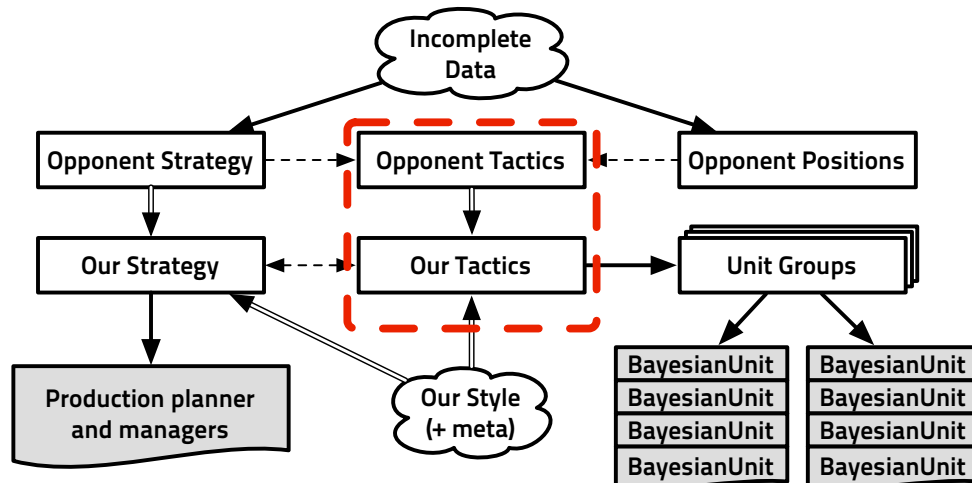 Incomplete
Data
Opponent Strategy
Opponent Tactics
Opponent Positions
Our Strategy
Our Tactics
Unit Groups
Production planner
and managers
Our Style
(+ meta)
BayesianUnit
BayesianUnit
BayesianUnit
BayesianUnit
BayesianUnit
BayesianUnit
BayesianUnit
BayesianUnit